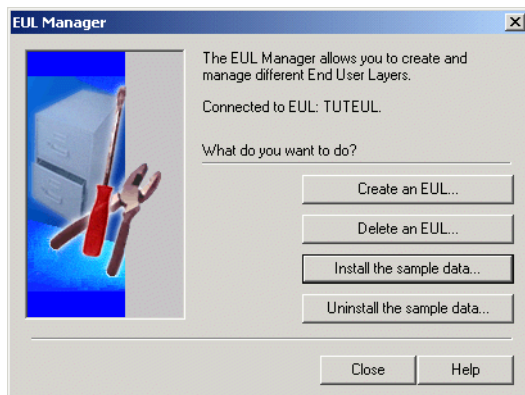 EUL Manager
The EUL Manager allows you to create and
manage different End User Layers.
Connected to EUL: TUTEUL.
What do you want to do?
Create an EUL...
Delete an EUL...
Install the sample data...
Uninstall the sample data...
Close
Help